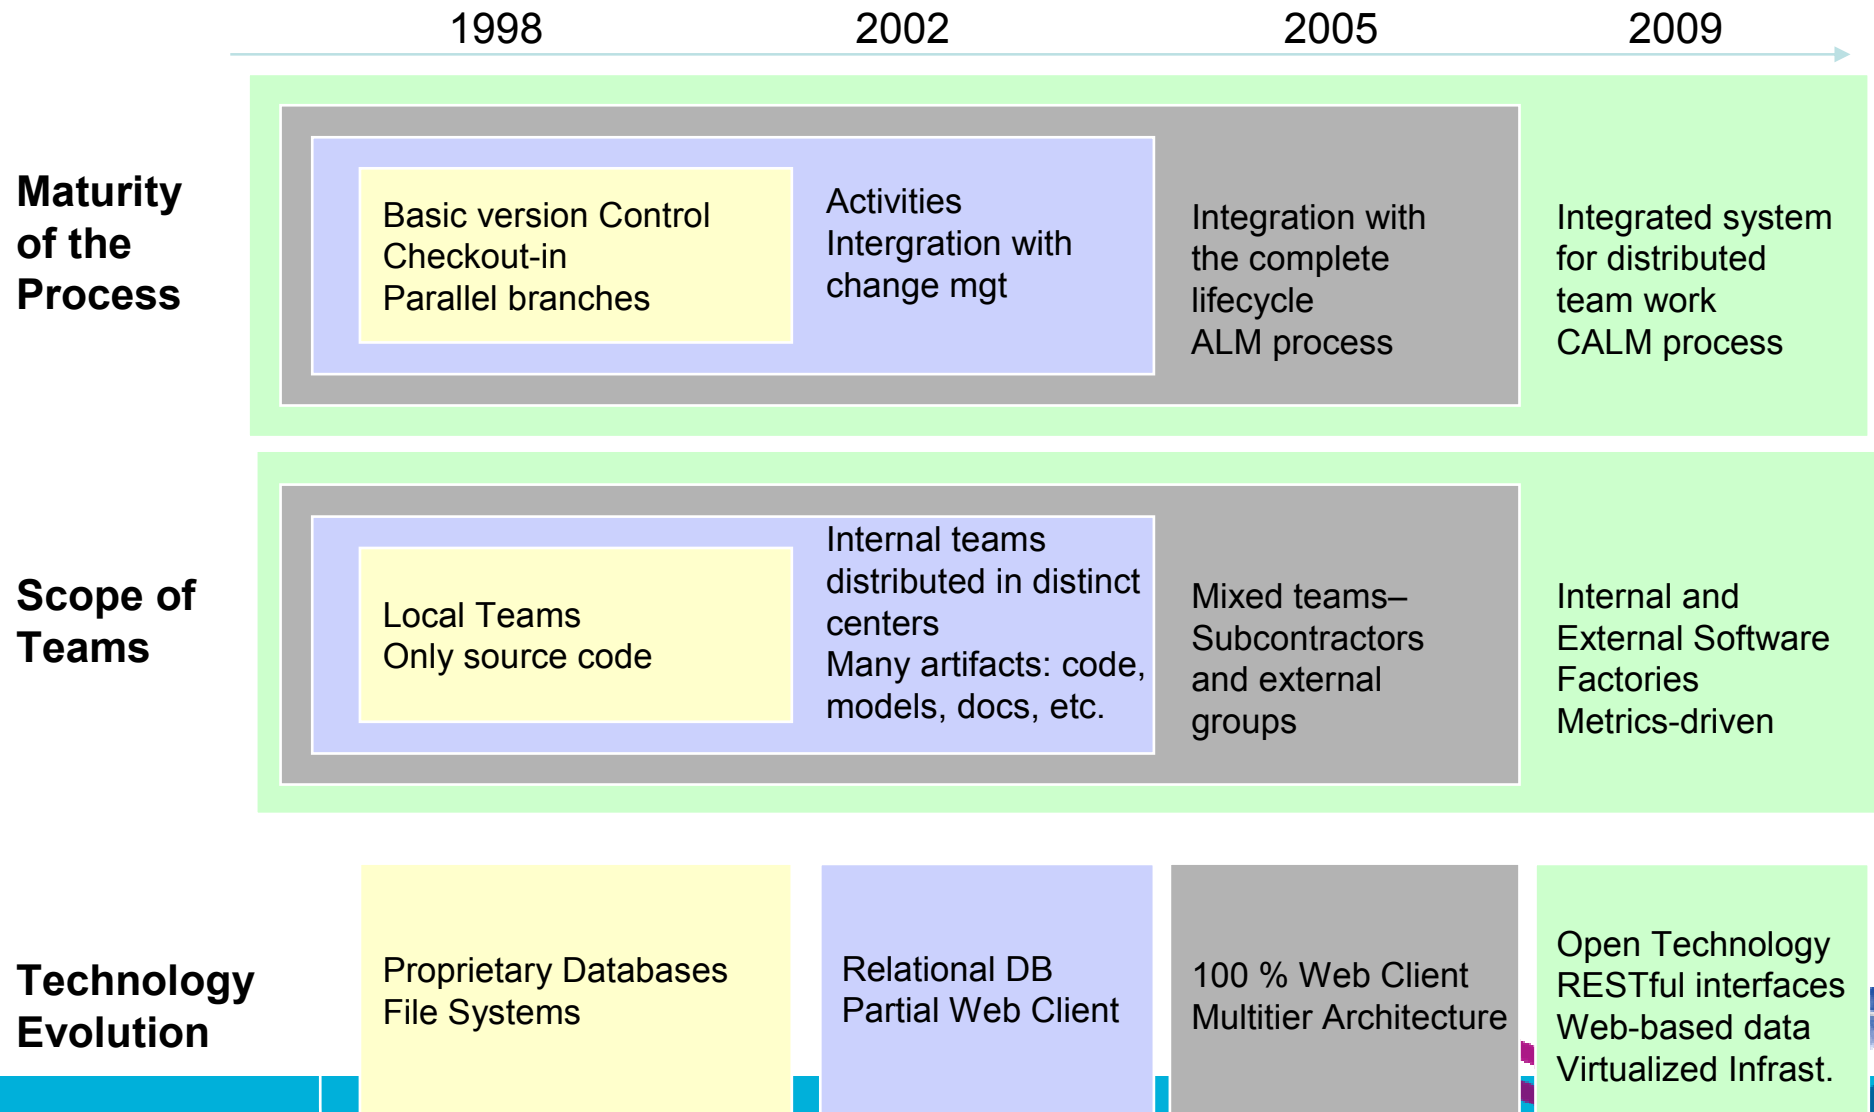 1998 2002 2005 2009
Maturity
of the
Process
Basic version Control
Checkout-in
Parallel branches
Activities
Intergration with
change mgt
Integration with
the complete
lifecycle
ALM process
Integrated system
for distributed
team work
CALM process
Scope of
Teams
Local Teams
Only source code
Internal teams
distributed in distinct
centers
Many artifacts: code,
models, docs, etc.
Mixed teams–
Subcontractors
and external
groups
Internal and
External Software
Factories
Metrics-driven
Technology
Evolution
Proprietary Databases
File Systems
Relational DB
Partial Web Client
100 % Web Client
Multitier Architecture
Open Technology
RESTful interfaces
Web-based data
Virtualized Infrast.